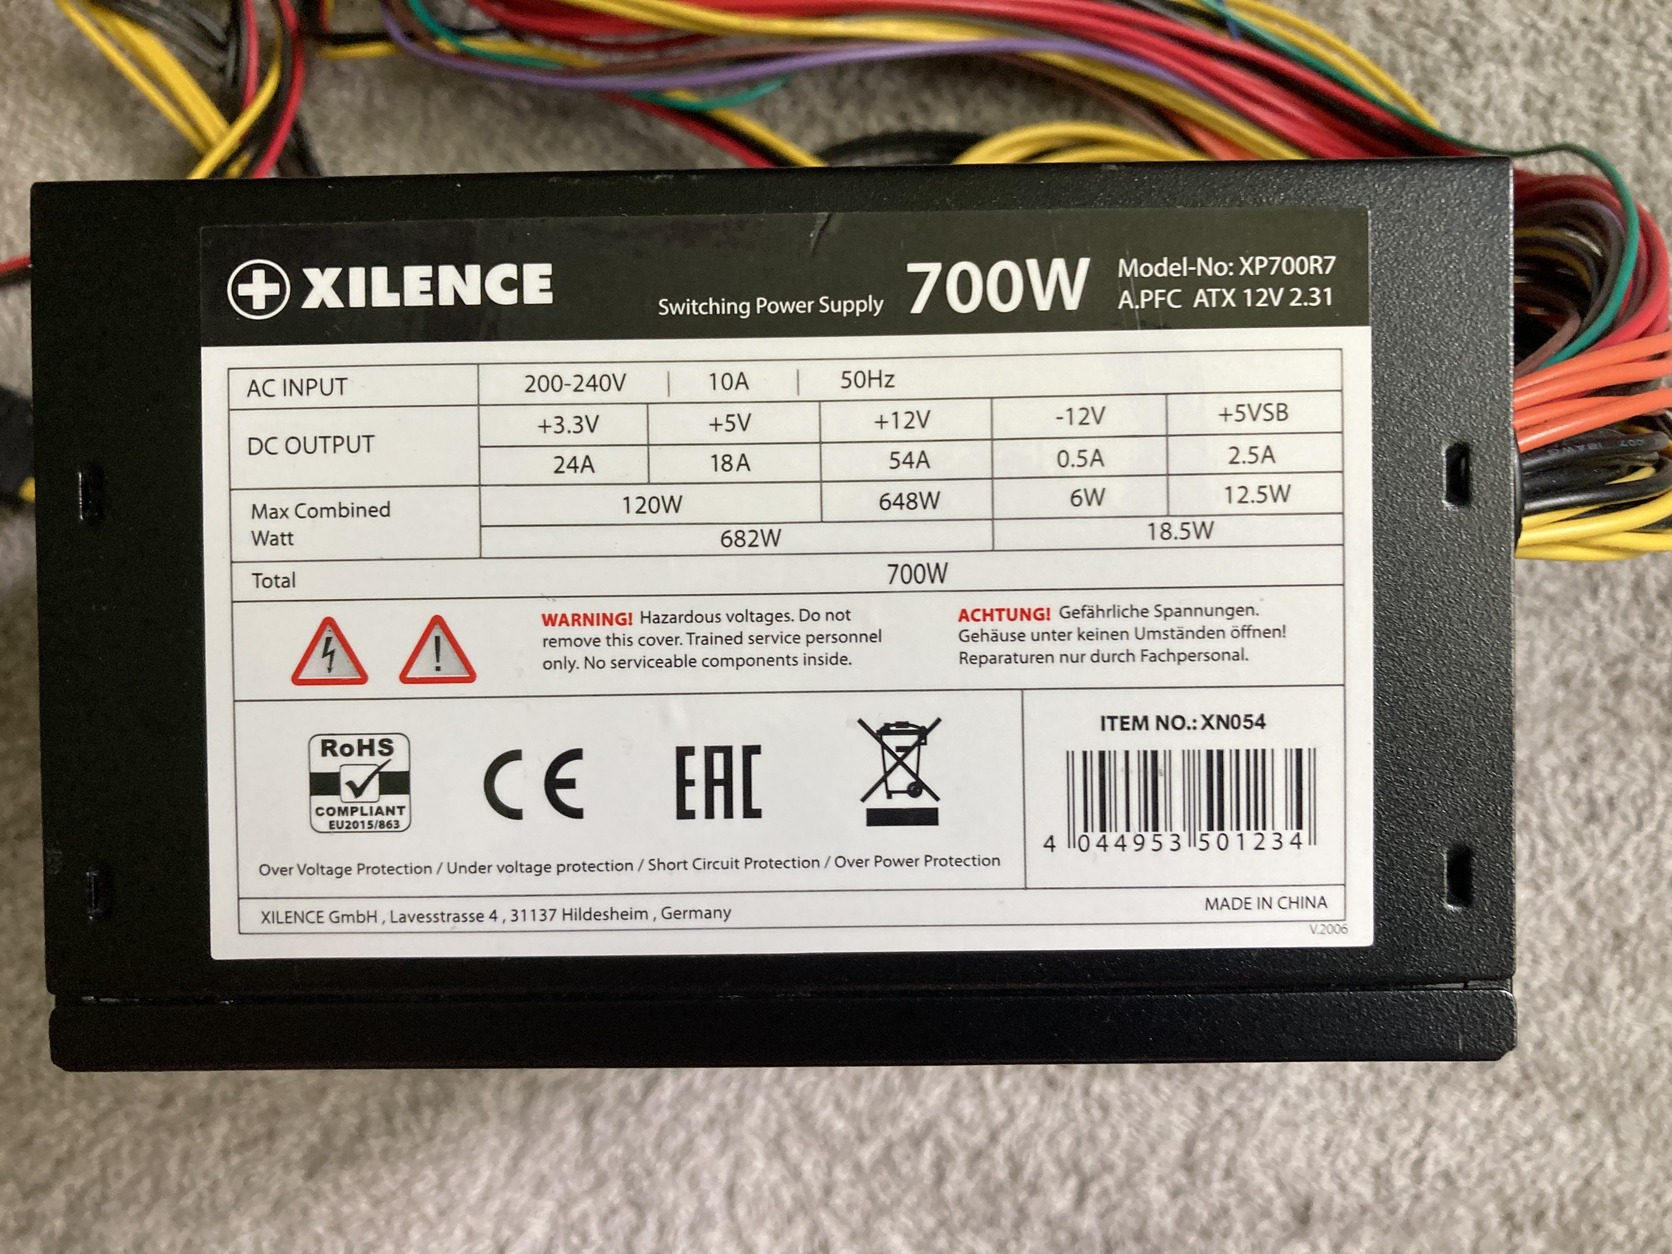 XILENCE
Switching Power Supply 700W
Model-No: XP700R7
A.PFC ATX 12V 2.31
AC INPUT 200-240V | 10A | 50Hz
DC OUTPUT +3.3V +5V +12V -12V +5VSB
24A 18A 54A 0.5A 2.5A
Max Combined Watt 120W 648W 6W 12.5W
682W 18.5W
Total 700W
WARNING! Hazardous voltages. Do not
remove this cover. Trained service personnel
only. No serviceable components inside.
ACHTUNG! Gefährliche Spannungen.
Gehäuse unter keinen Umständen öffnen!
Reparaturen nur durch Fachpersonal.
RoHS
COMPLIANT
EU2015/863
CE
EAC
ITEM NO.: XN054
4 044953 501234
Over Voltage Protection / Under voltage protection / Short Circuit Protection / Over Power Protection
XILENCE GmbH , Lavesstrasse 4 , 31137 Hildesheim , Germany
MADE IN CHINA
V.2006